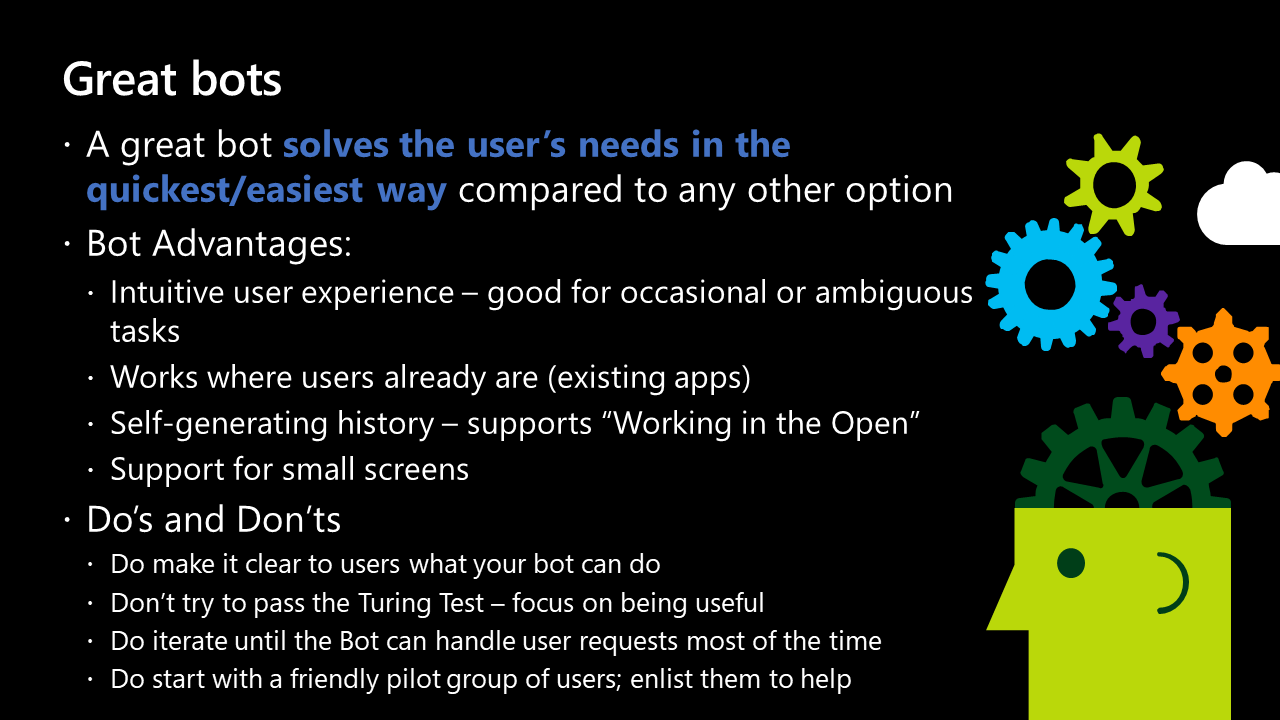 Great bots
· A great bot solves the user’s needs in the
quickest/easiest way compared to any other option
· Bot Advantages:
· Intuitive user experience – good for occasional or ambiguous
tasks
· Works where users already are (existing apps)
· Self-generating history – supports “Working in the Open”
· Support for small screens
· Do’s and Don’ts
· Do make it clear to users what your bot can do
· Don’t try to pass the Turing Test – focus on being useful
· Do iterate until the Bot can handle user requests most of the time
· Do start with a friendly pilot group of users; enlist them to help